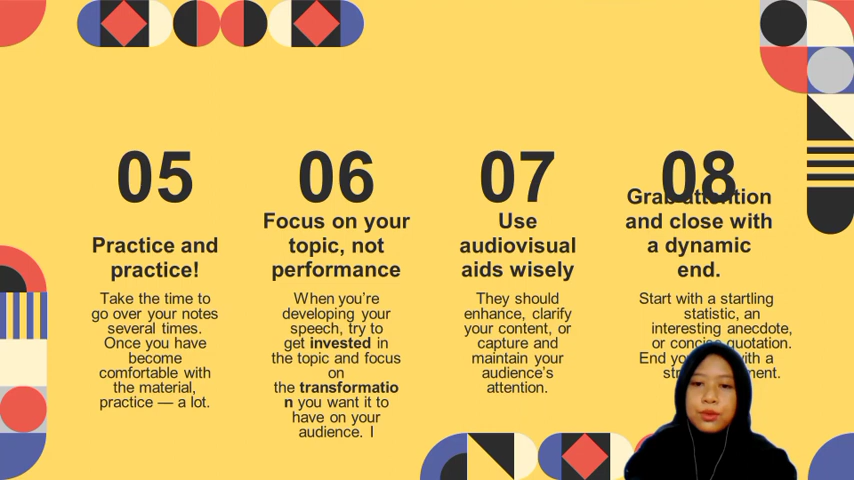 05
Practice and
practice!
Take the time to
go over your notes
several times.
Once you have
become
comfortable with
the material,
practice — a lot.
06
Focus on your
topic, not
performance
When you’re
developing your
speech, try to
get invested in
the topic and focus
on
the transformatio
n you want it to
have on your
audience. I
07
Use
audiovisual
aids wisely
They should
enhance, clarify
your content, or
capture and
maintain your
audience’s
attention.
08
Grab attention
and close with
a dynamic
end.
Start with a startling
statistic, an
interesting anecdote,
or concise quotation.
End with a